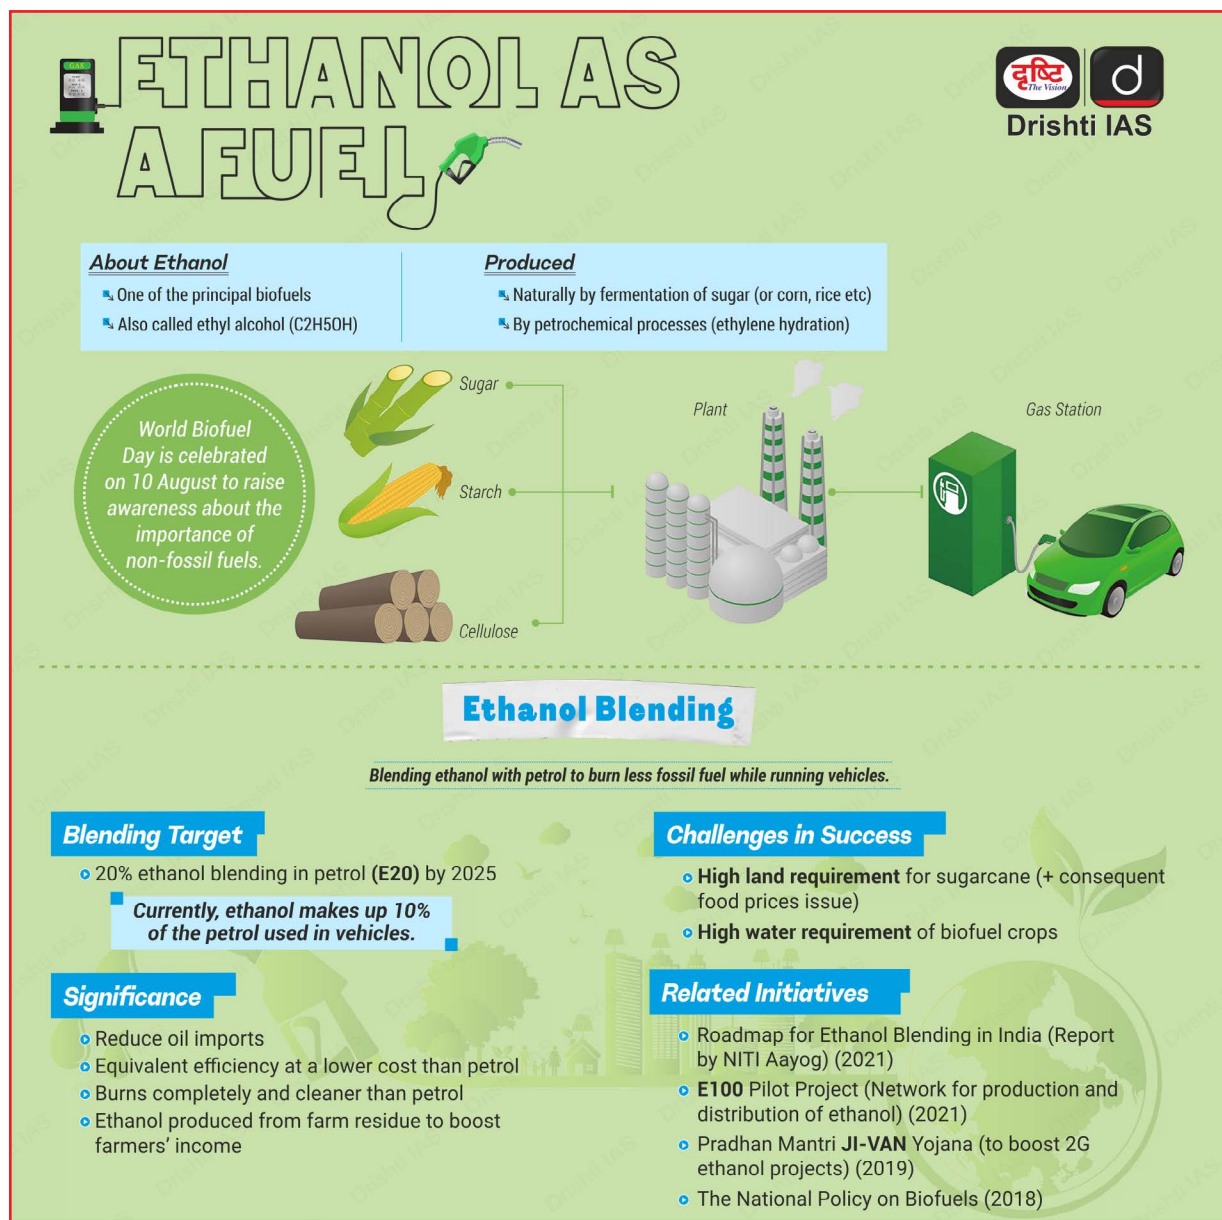 GAS
ETHANOL AS
A FUEL
दृष्टि
The Vision
d
Drishti IAS
About Ethanol
One of the principal biofuels
Also called ethyl alcohol (C2H5OH)
Produced
Naturally by fermentation of sugar (or corn, rice etc)
By petrochemical processes (ethylene hydration)
World Biofuel
Day is celebrated
on 10 August to raise
awareness about the
importance of
non-fossil fuels.
Sugar
Starch
Cellulose
Plant
Gas Station
Ethanol Blending
Blending ethanol with petrol to burn less fossil fuel while running vehicles.
Blending Target
20% ethanol blending in petrol (E20) by 2025
Currently, ethanol makes up 10%
of the petrol used in vehicles.
Significance
Reduce oil imports
Equivalent efficiency at a lower cost than petrol
Burns completely and cleaner than petrol
Ethanol produced from farm residue to boost
farmers' income
Challenges in Success
High land requirement for sugarcane (+ consequent
food prices issue)
High water requirement of biofuel crops
Related Initiatives
Roadmap for Ethanol Blending in India (Report
by NITI Aayog) (2021)
E100 Pilot Project (Network for production and
distribution of ethanol) (2021)
Pradhan Mantri JI-VAN Yojana (to boost 2G
ethanol projects) (2019)
The National Policy on Biofuels (2018)